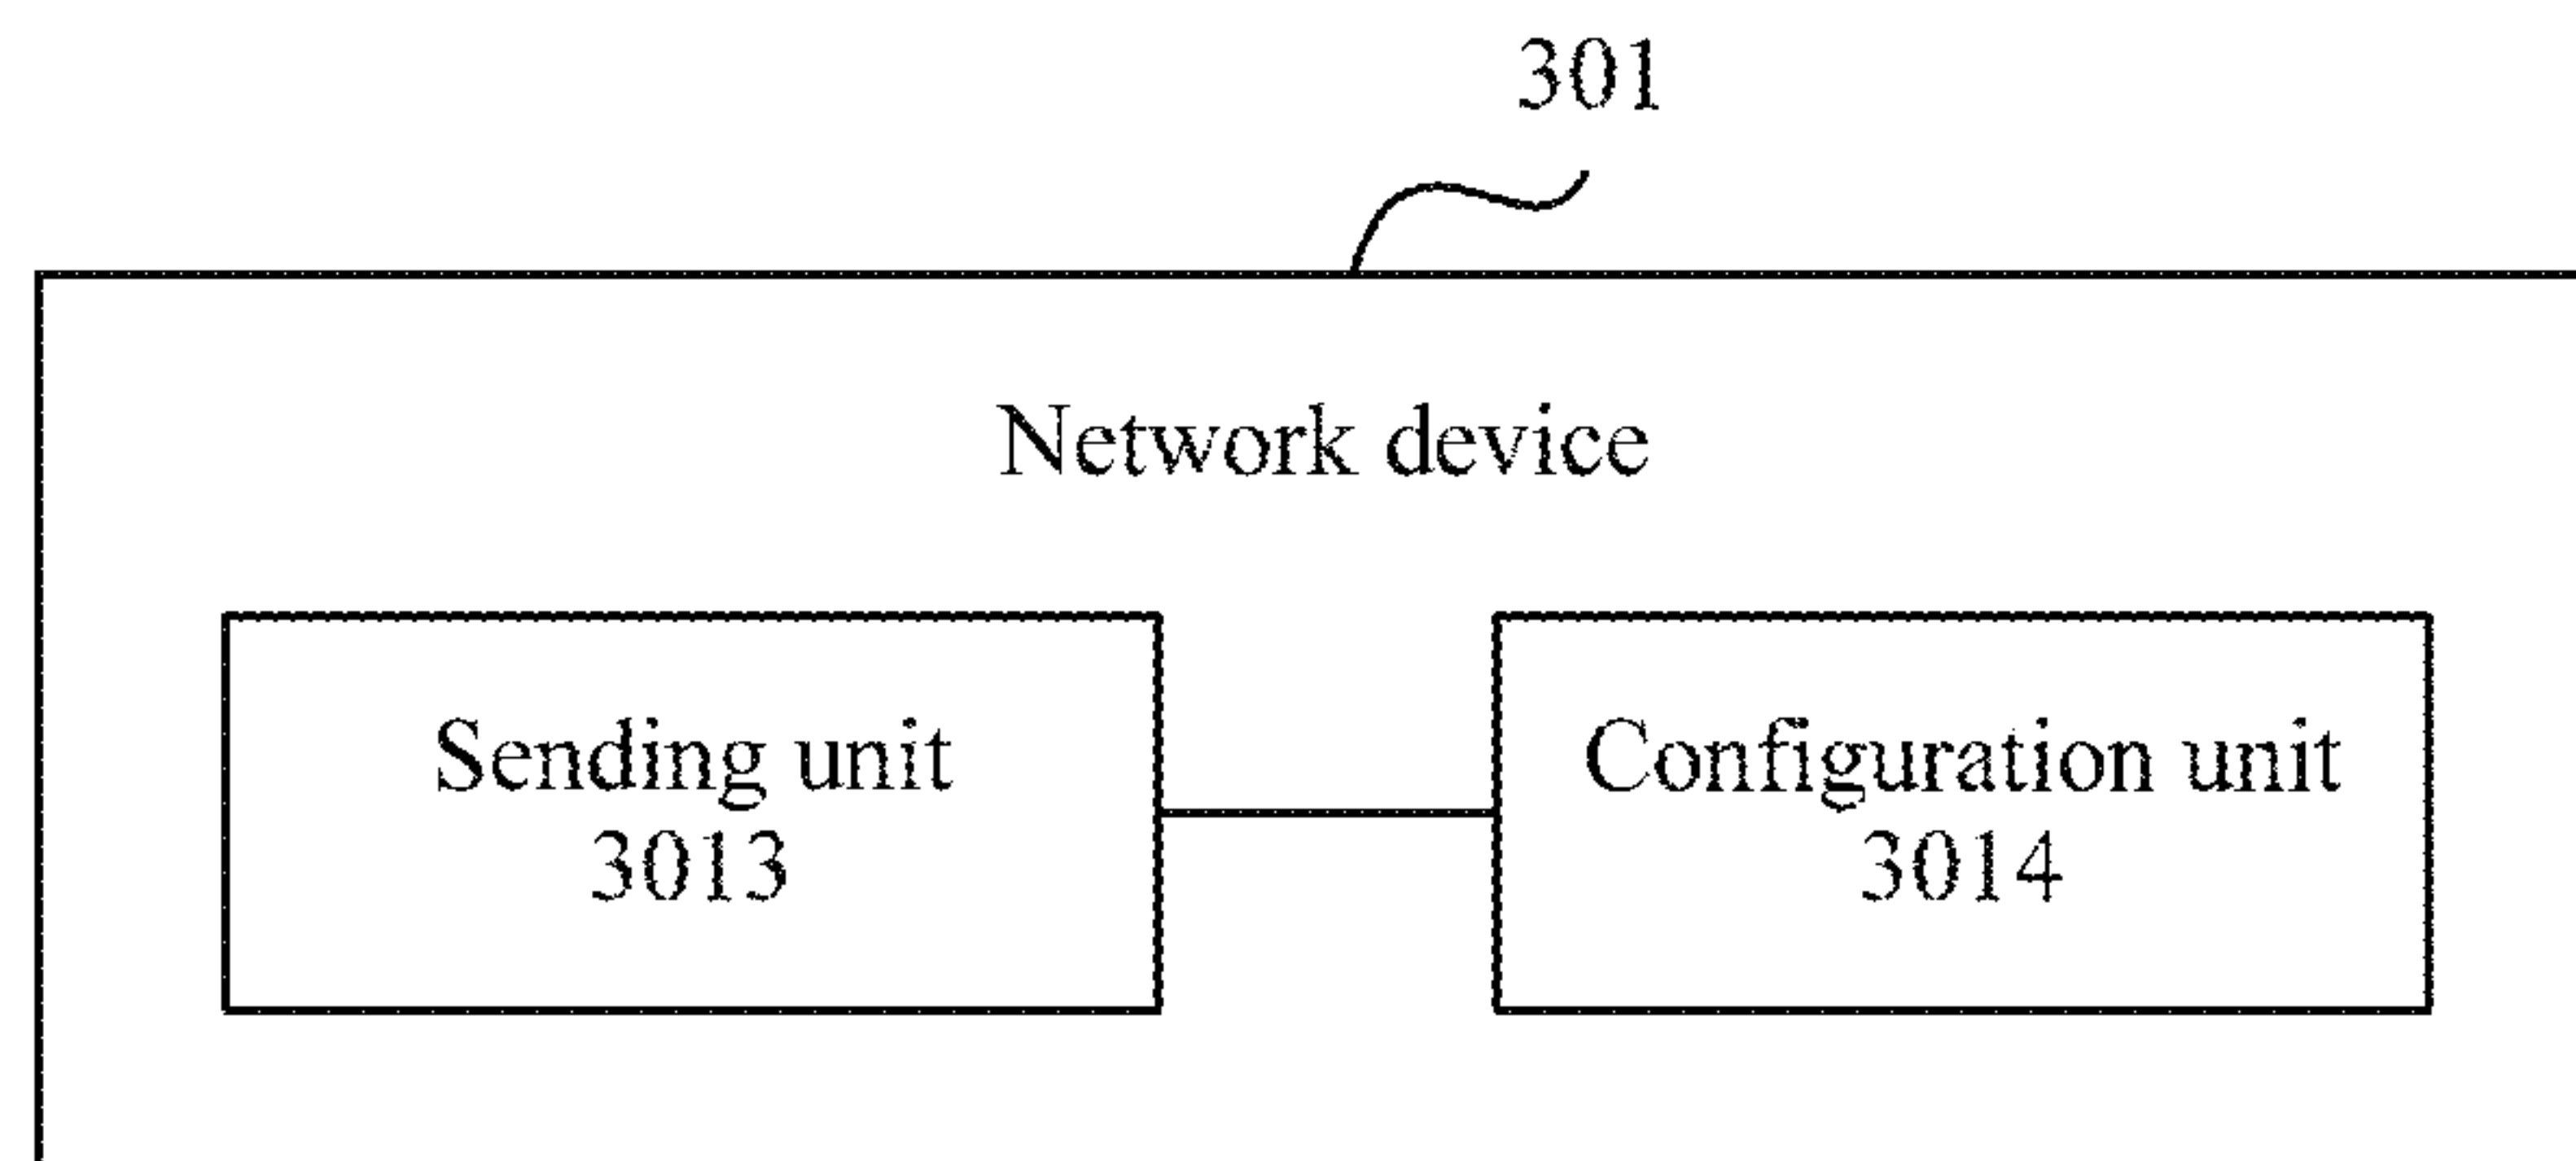 301
Network device
Sending unit
3013
Configuration unit
3014